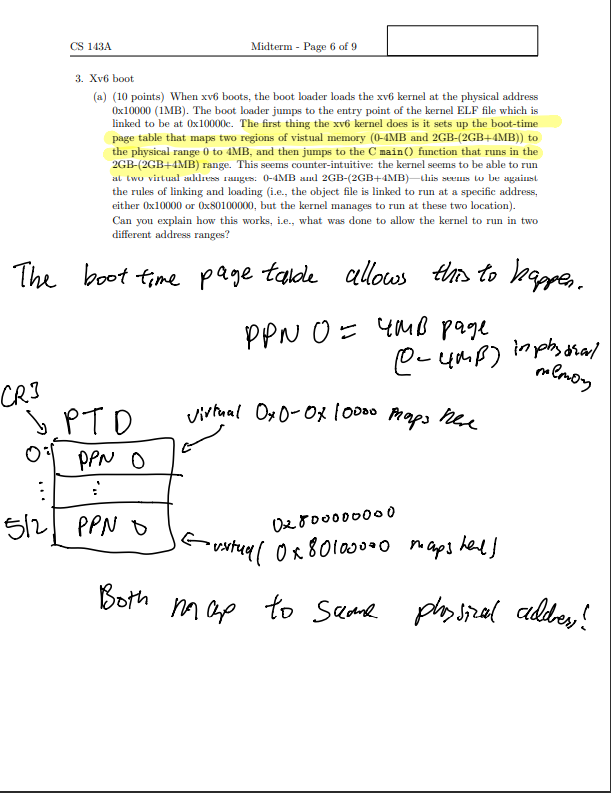 CS 143A
Midterm - Page 6 of 9
3. Xv6 boot
(a) (10 points) When xv6 boots, the boot loader loads the xv6 kernel at the physical address
0x10000 (1MB). The boot loader jumps to the entry point of the kernel ELF file which is
linked to be at 0x10000c. The first thing the xv6 kernel does is it sets up the boot-time
page table that maps two regions of vistual memory (0-4MB and 2GB-(2GB+4MB)) to
the physical range 0 to 4MB, and then jumps to the C main() function that runs in the
2GB-(2GB+4MB) range. This seems counter-intuitive: the kernel seems to be able to run
at two virtual address ranges: 0-4MB and 2GB-(2GB+4MB)—this seems to be against
the rules of linking and loading (i.e., the object file is linked to run at a specific address,
either 0x10000 or 0x80100000, but the kernel manages to run at these two location).
Can you explain how this works, i.e., what was done to allow the kernel to run in two
different address ranges?
The boot time page table allows this to happen.
PPN 0 = 4MB page
(0-4MB) in physical
memory
CR3
PTD
virtual 0x0-0x10000 maps here
0:
PPN 0
512
PPN 0
0x800000000
virtual 0x80100000 maps here
Both map to same physical address!